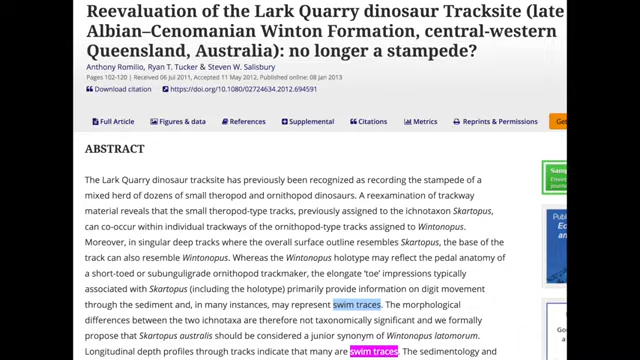 Reevaluation of the Lark Quarry dinosaur Tracksite (late
Albian–Cenomanian Winton Formation, central-western
Queensland, Australia): no longer a stampede?
Anthony Romilio, Ryan T. Tucker & Steven W. Salisbury
Pages 102-120 | Received 06 Jul 2011, Accepted 11 May 2012, Published online: 08 Jan 2013
Download citation https://doi.org/10.1080/02724634.2012.694591
Full Article Figures & data References Supplemental Citations Metrics Reprints & Permissions Get
ABSTRACT
The Lark Quarry dinosaur tracksite has previously been recognized as recording the stampede of a
mixed herd of dozens of small theropod and ornithopod dinosaurs. A reexamination of trackway
material reveals that the small theropod-type tracks, previously assigned to the ichnotaxon Skartopus,
can co-occur within individual trackways of the ornithopod-type tracks assigned to Wintonopus.
Moreover, in singular deep tracks where the overall surface outline resembles Skartopus, the base of the
track can also resemble Wintonopus. Whereas the Wintonopus holotype may reflect the pedal anatomy of
a short-toed or subunguligrade ornithopod trackmaker, the elongate 'toe' impressions typically
associated with Skartopus (including the holotype) primarily provide information on digit movement
through the sediment and, in many instances, may represent swim traces. The morphological
differences between the two ichnotaxa are therefore not taxonomically significant and we formally
propose that Skartopus australis should be considered a junior synonym of Wintonopus latomorum.
Longitudinal depth profiles through tracks indicate that many are swim traces. The sedimentology and